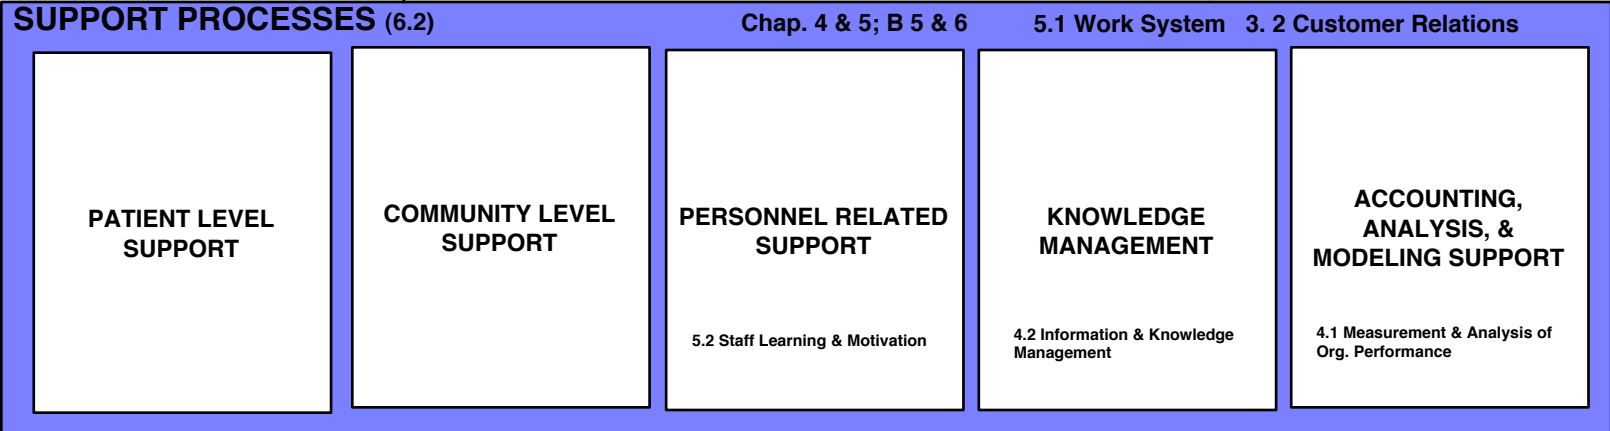 SUPPORT PROCESSES (6.2) Chap. 4 & 5; B 5 & 6 5.1 Work System 3. 2 Customer Relations
PATIENT LEVEL
SUPPORT
COMMUNITY LEVEL
SUPPORT
PERSONNEL RELATED
SUPPORT
5.2 Staff Learning & Motivation
KNOWLEDGE
MANAGEMENT
4.2 Information & Knowledge
Management
ACCOUNTING,
ANALYSIS, &
MODELING SUPPORT
4.1 Measurement & Analysis of
Org. Performance